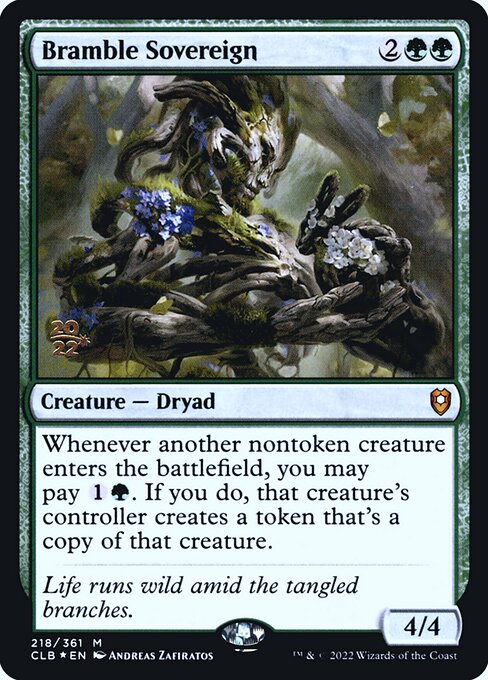 Bramble Sovereign 2
20
22
Creature — Dryad
Whenever another nontoken creature
enters the battlefield, you may
pay 1 . If you do, that creature's
controller creates a token that's a
copy of that creature.
Life runs wild amid the tangled
branches.
4/4
218/361 M
CLB ★ EN Andreas Zafiratos
™ & © 2022 Wizards of the Coast